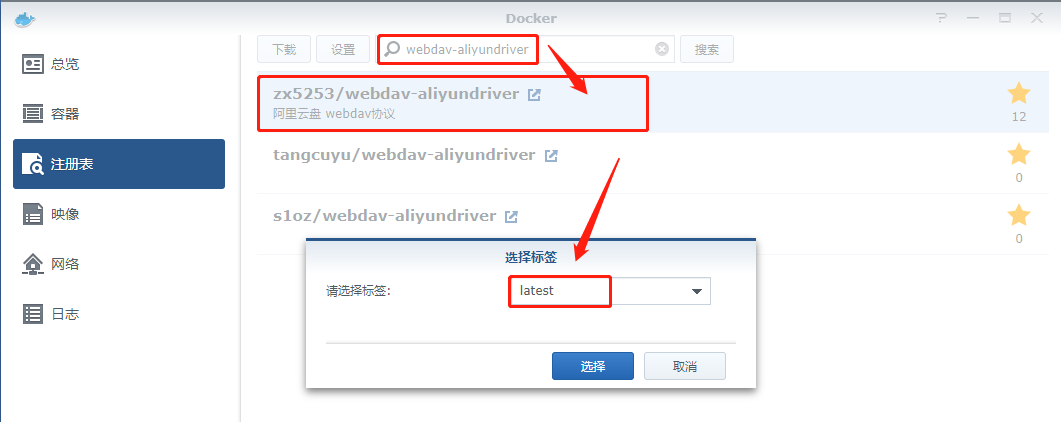 Docker
总览
容器
注册表
映像
网络
日志
下载 设置 webdav-aliyundriver 搜索
zx5253/webdav-aliyundriver
阿里云盘 webdav协议
12
tangcuyu/webdav-aliyundriver
0
s1oz/webdav-aliyundriver
0
选择标签
请选择标签: latest
选择 取消